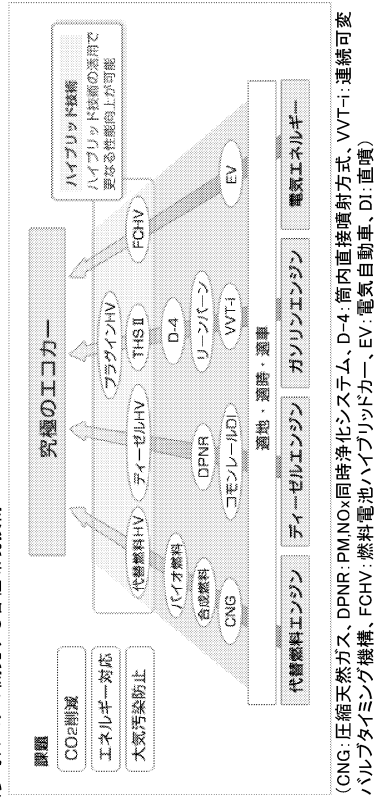 究極のエコカー
課題
CO2削減
エネルギー対応
大気汚染防止
ハイブリッド技術
ハイブリッド技術の活用で
更なる性能向上が可能
代替燃料HV
ディーゼルHV
プラグインHV
THSⅡ
FCHV
バイオ燃料
合成燃料
CNG
DPNR
コモンレールDI
D-4
リーンバーン
VVT-i
EV
適地・適時・適車
代替燃料エンジン
ディーゼルエンジン
ガソリンエンジン
電気エネルギー
(CNG:圧縮天然ガス、DPNR:PM,NOx同時浄化システム、D-4:筒内直接噴射方式、VVT-i:連続可変
バルブタイミング機構、FCHV:燃料電池ハイブリッドカー、EV:電気自動車、DI:直噴)